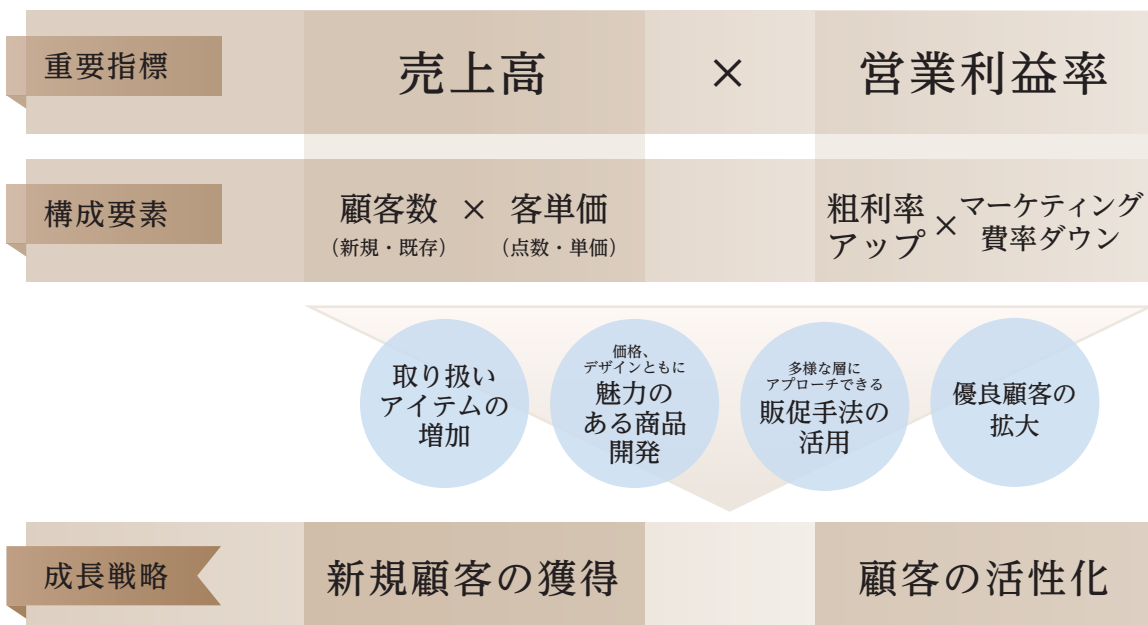 重要指標
売上高 × 営業利益率
構成要素
顧客数 × 客単価
(新規・既存) (点数・単価)
粗利率
アップ
×
マーケティング
費率ダウン
取り扱い
アイテムの
増加
価格、
デザインともに
魅力の
ある商品
開発
多様な層に
アプローチできる
販促手法の
活用
優良顧客の
拡大
成長戦略
新規顧客の獲得
顧客の活性化